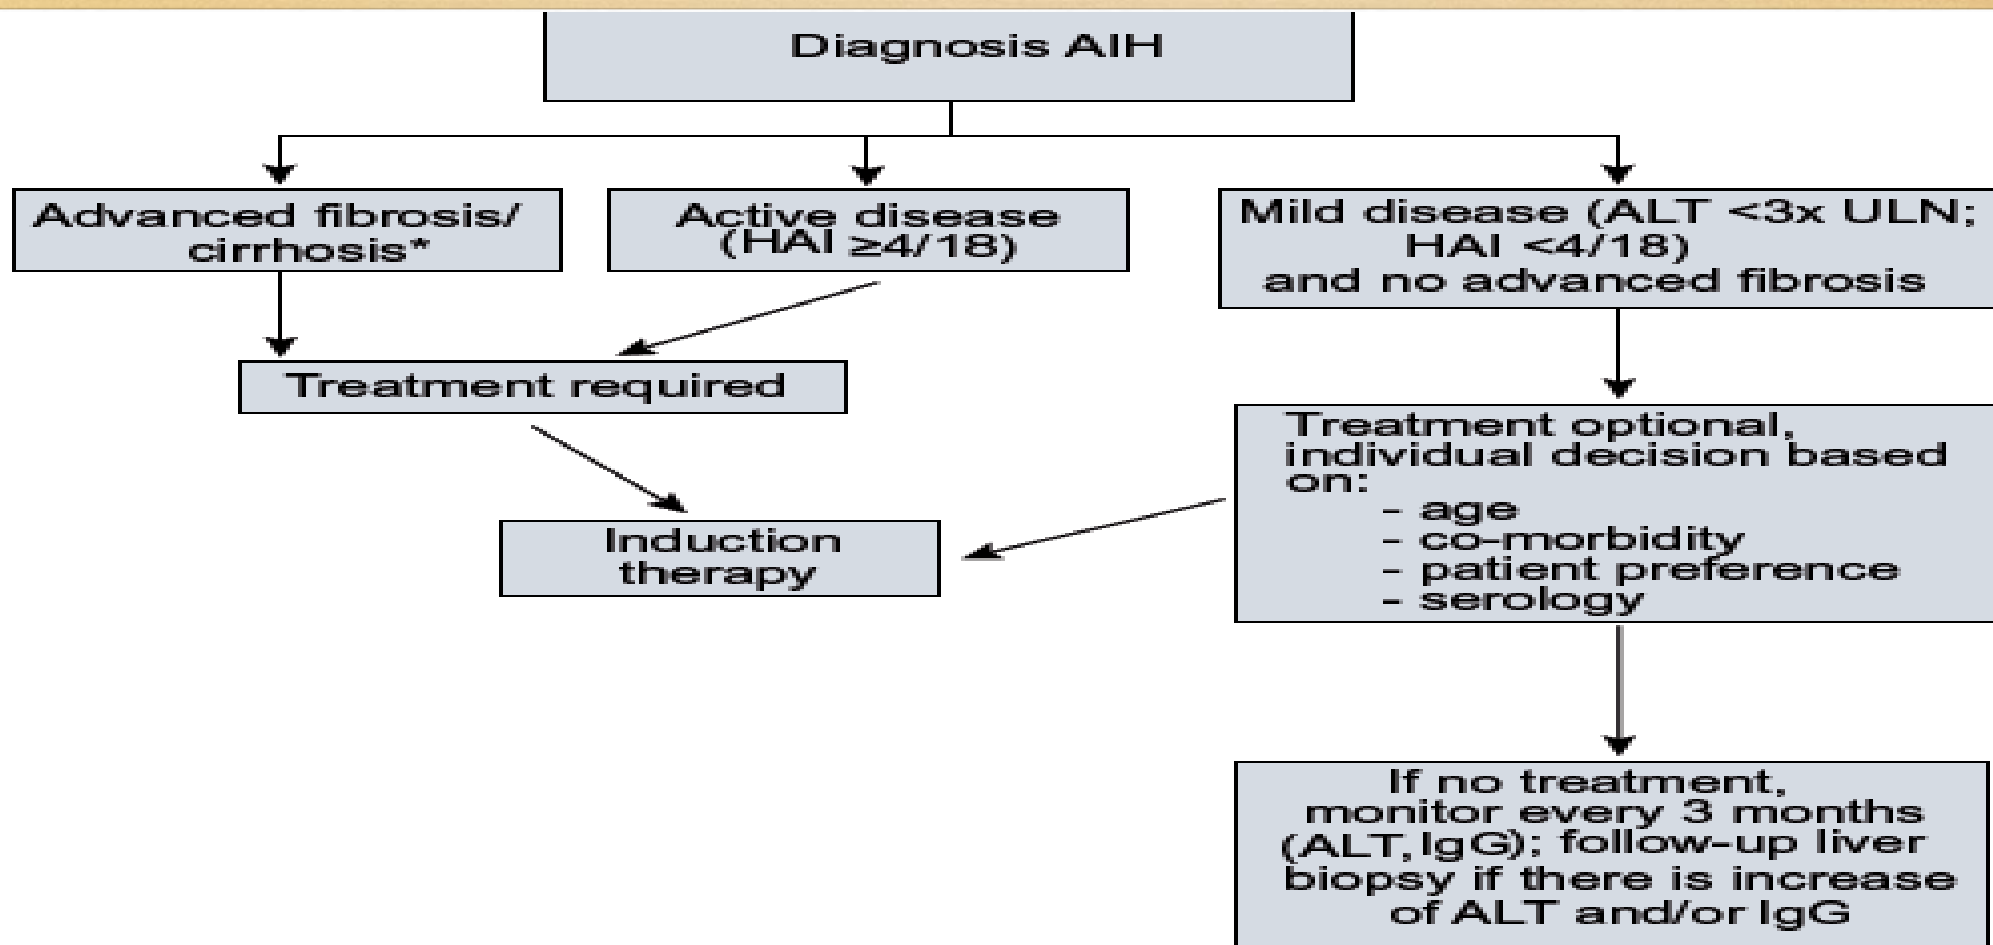 Diagnosis AIH
Advanced fibrosis/
cirrhosis*
Active disease
(HAI ≥4/18)
Mild disease (ALT <3x ULN;
HAI <4/18)
and no advanced fibrosis
Treatment required
Treatment optional,
individual decision based
on:
- age
- co-morbidity
- patient preference
- serology
Induction
therapy
If no treatment,
monitor every 3 months
(ALT, IgG); follow-up liver
biopsy if there is increase
of ALT and/or IgG